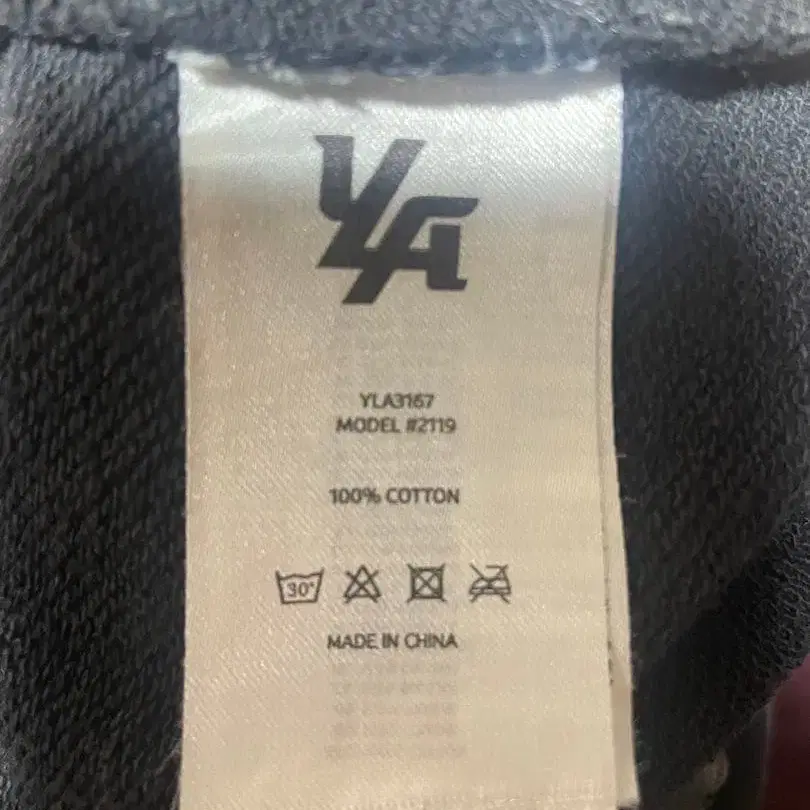 YLA
YLA3167
MODEL #2119
100% COTTON
30°
MADE IN CHINA